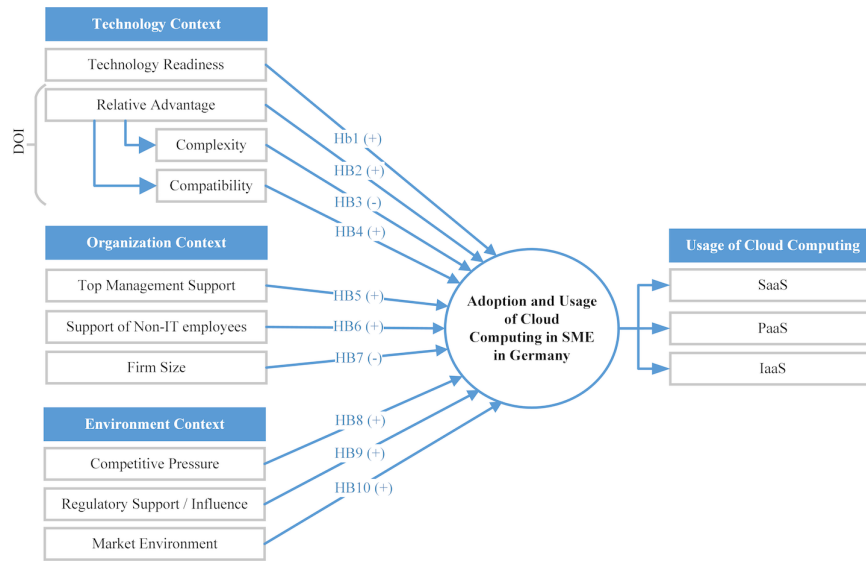 Technology Context
Technology Readiness
DOI
Relative Advantage
Complexity
Compatibility
Hb1 (+)
HB2 (+)
HB3 (-)
HB4 (+)
Organization Context
Top Management Support
Support of Non-IT employees
Firm Size
HB5 (+)
HB6 (+)
HB7 (-)
Environment Context
Competitive Pressure
Regulatory Support / Influence
Market Environment
HB8 (+)
HB9 (+)
HB10 (+)
Adoption and Usage
of Cloud
Computing in SME
in Germany
Usage of Cloud Computing
SaaS
PaaS
IaaS